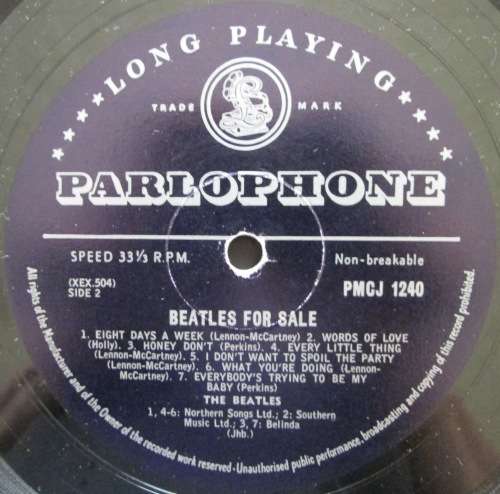 ★★★★ LONG PLAYING ★★★★
TRADE MARK
PARLOPHONE
SPEED 33⅓ R.P.M.
Non-breakable
(XEX.504)
SIDE 2
PMCJ 1240
BEATLES FOR SALE
1. EIGHT DAYS A WEEK (Lennon-McCartney) 2. WORDS OF LOVE
(Holly). 3. HONEY DON'T (Perkins). 4. EVERY LITTLE THING
(Lennon-McCartney). 5. I DON'T WANT TO SPOIL THE PARTY
(Lennon-McCartney). 6. WHAT YOU'RE DOING (Lennon-
McCartney). 7. EVERYBODY'S TRYING TO BE MY
BABY (Perkins)
THE BEATLES
1, 4-6: Northern Songs Ltd.; 2: Southern
Music Ltd.; 3, 7: Belinda
(Jhb.)
All rights of the Manufacturer and of the Owner of the recorded work reserved - Unauthorised public performance, broadcasting and copying of this record prohibited.